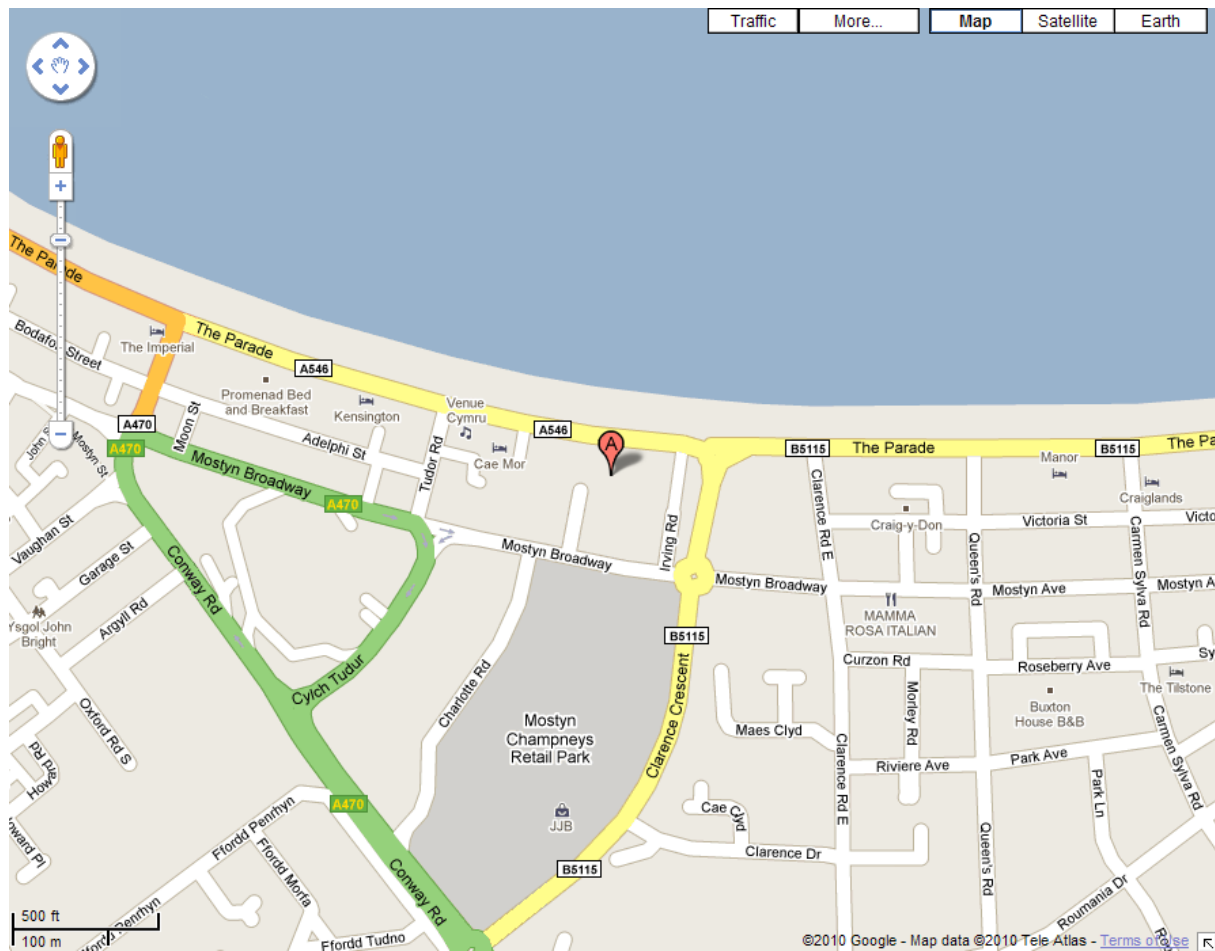 Traffic
More...
Map
Satellite
Earth
The Parade
The Imperial
The Parade
A546
Street
Promenad Bed
and Breakfast
Kensington
Venue
Cymru
A546
A
B5115
The Parade
B5115
Manor
Craiglands
A470
Moon St
A470
Mostyn St
Adelphi St
Tudor Rd
Cae Mor
Mostyn Broadway
A470
Irving Rd
Clarence Rd E
Craig-y-Don
Victoria St
Queen's Rd
Carmen Sylva Rd
Vaughan St
Garage St
Conway Rd
Mostyn Broadway
Mostyn Broadway
Mostyn Ave
MAMMA
ROSA ITALIAN
Argyll Rd
Ysgol John
Bright
B5115
Curzon Rd
Roseberry Ave
Cylch Tudur
Charlotte Rd
Clarence Crescent
Morley Rd
The Tilstone
Buxton
House B&B
Oxford Rd S
Mostyn
Champneys
Retail Park
Maes Clyd
Clarence Rd E
Riviere Ave
Park Ave
Carmen Sylva Rd
A470
Ffordd Penrhyn
JJB
Cae Clyd
Park Ln
Clarence Dr
Queen's Rd
Ffordd Morfa
Conway Rd
B5115
Roumania Dr
500 ft
100 m
Ffordd Tudno
©2010 Google - Map data ©2010 Tele Atlas - Terms of Use